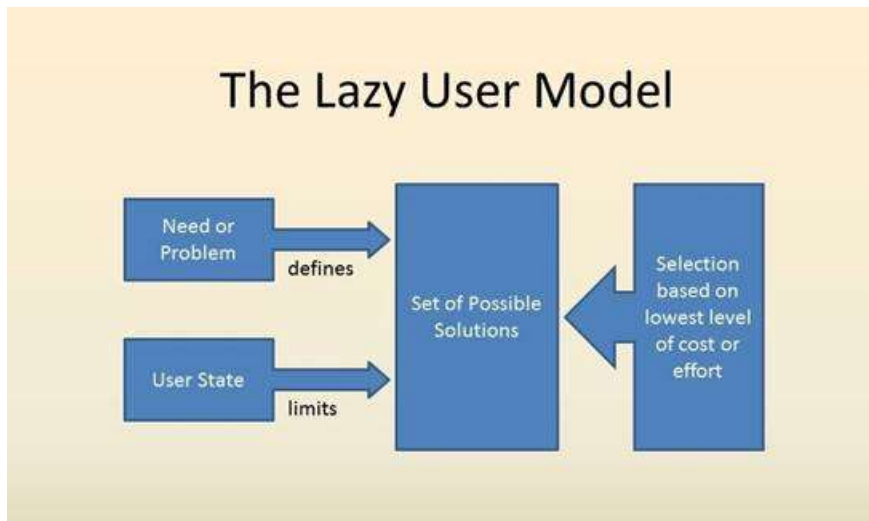 The Lazy User Model
Need or
Problem
defines
User State
limits
Set of Possible
Solutions
Selection
based on
lowest level
of cost or
effort